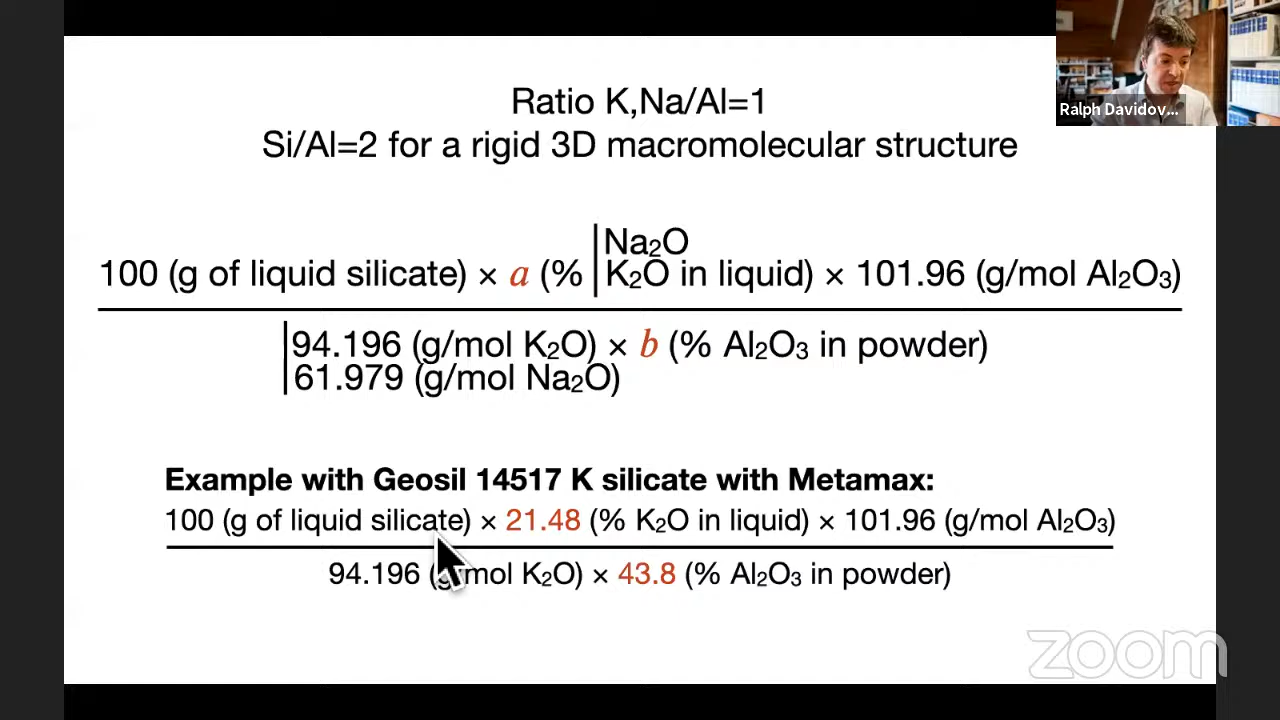 Ratio K,Na/Al=1
Si/Al=2 for a rigid 3D macromolecular structure
Na₂O
100 (g of liquid silicate) × a (% K₂O in liquid) × 101.96 (g/mol Al₂O₃)
94.196 (g/mol K₂O) × b (% Al₂O₃ in powder)
61.979 (g/mol Na₂O)
Example with Geosil 14517 K silicate with Metamax:
100 (g of liquid silicate) × 21.48 (% K₂O in liquid) × 101.96 (g/mol Al₂O₃)
94.196 (g/mol K₂O) × 43.8 (% Al₂O₃ in powder)
Ralph Davidov...
zoom